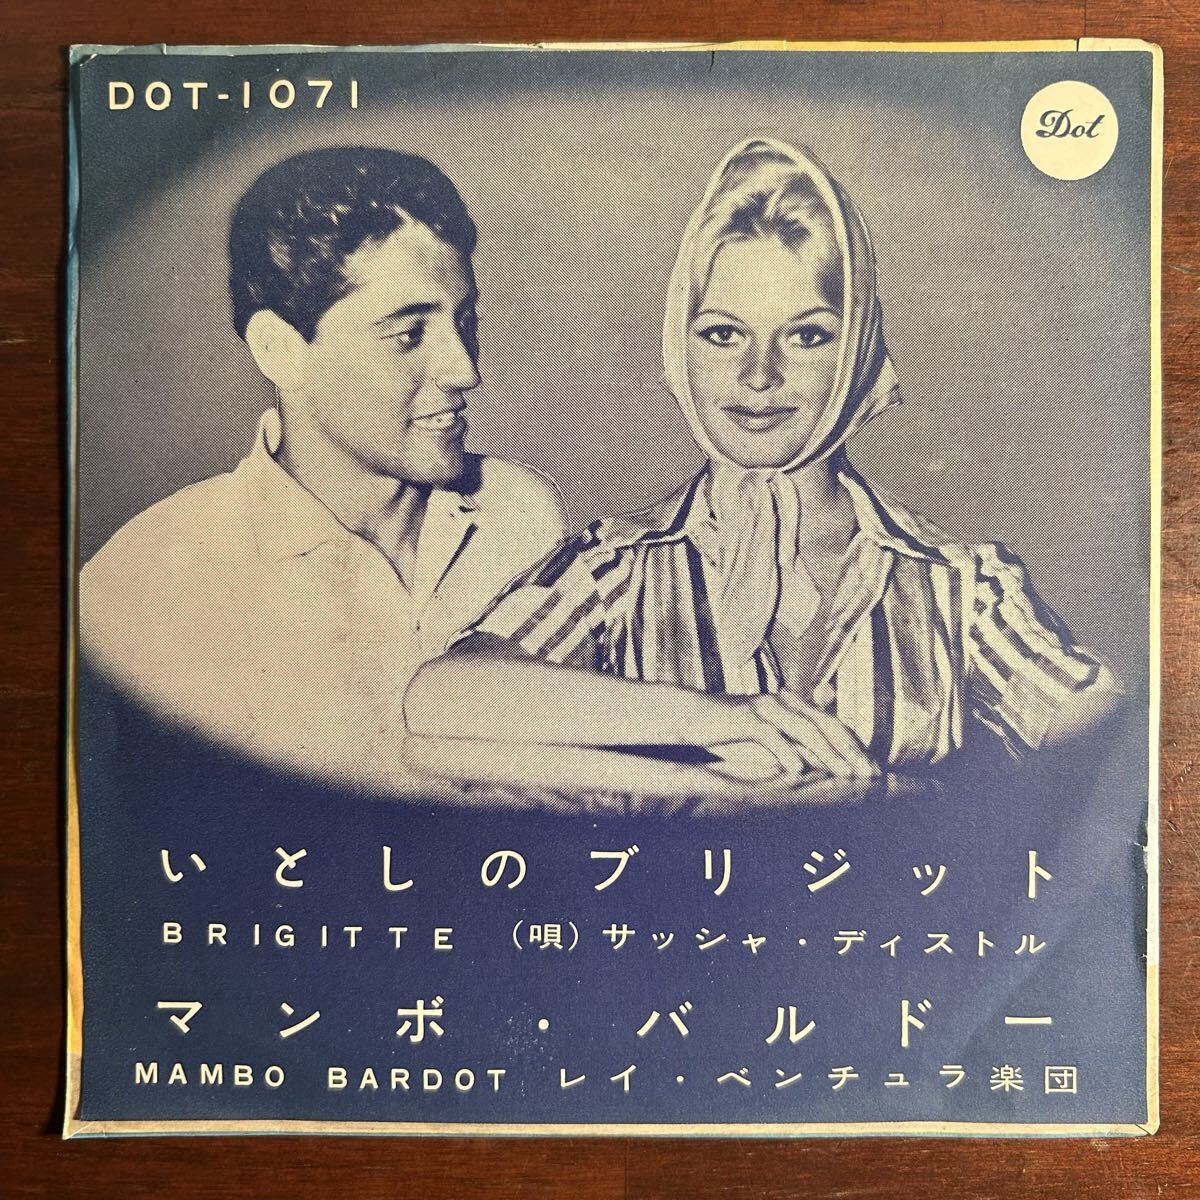 DOT-1071
Dot
いとしのブリジット
BRIGITTE (唄)サッシャ・ディストル
マンボ・バルドー
MAMBO BARDOT レイ・ベンチュラ楽団